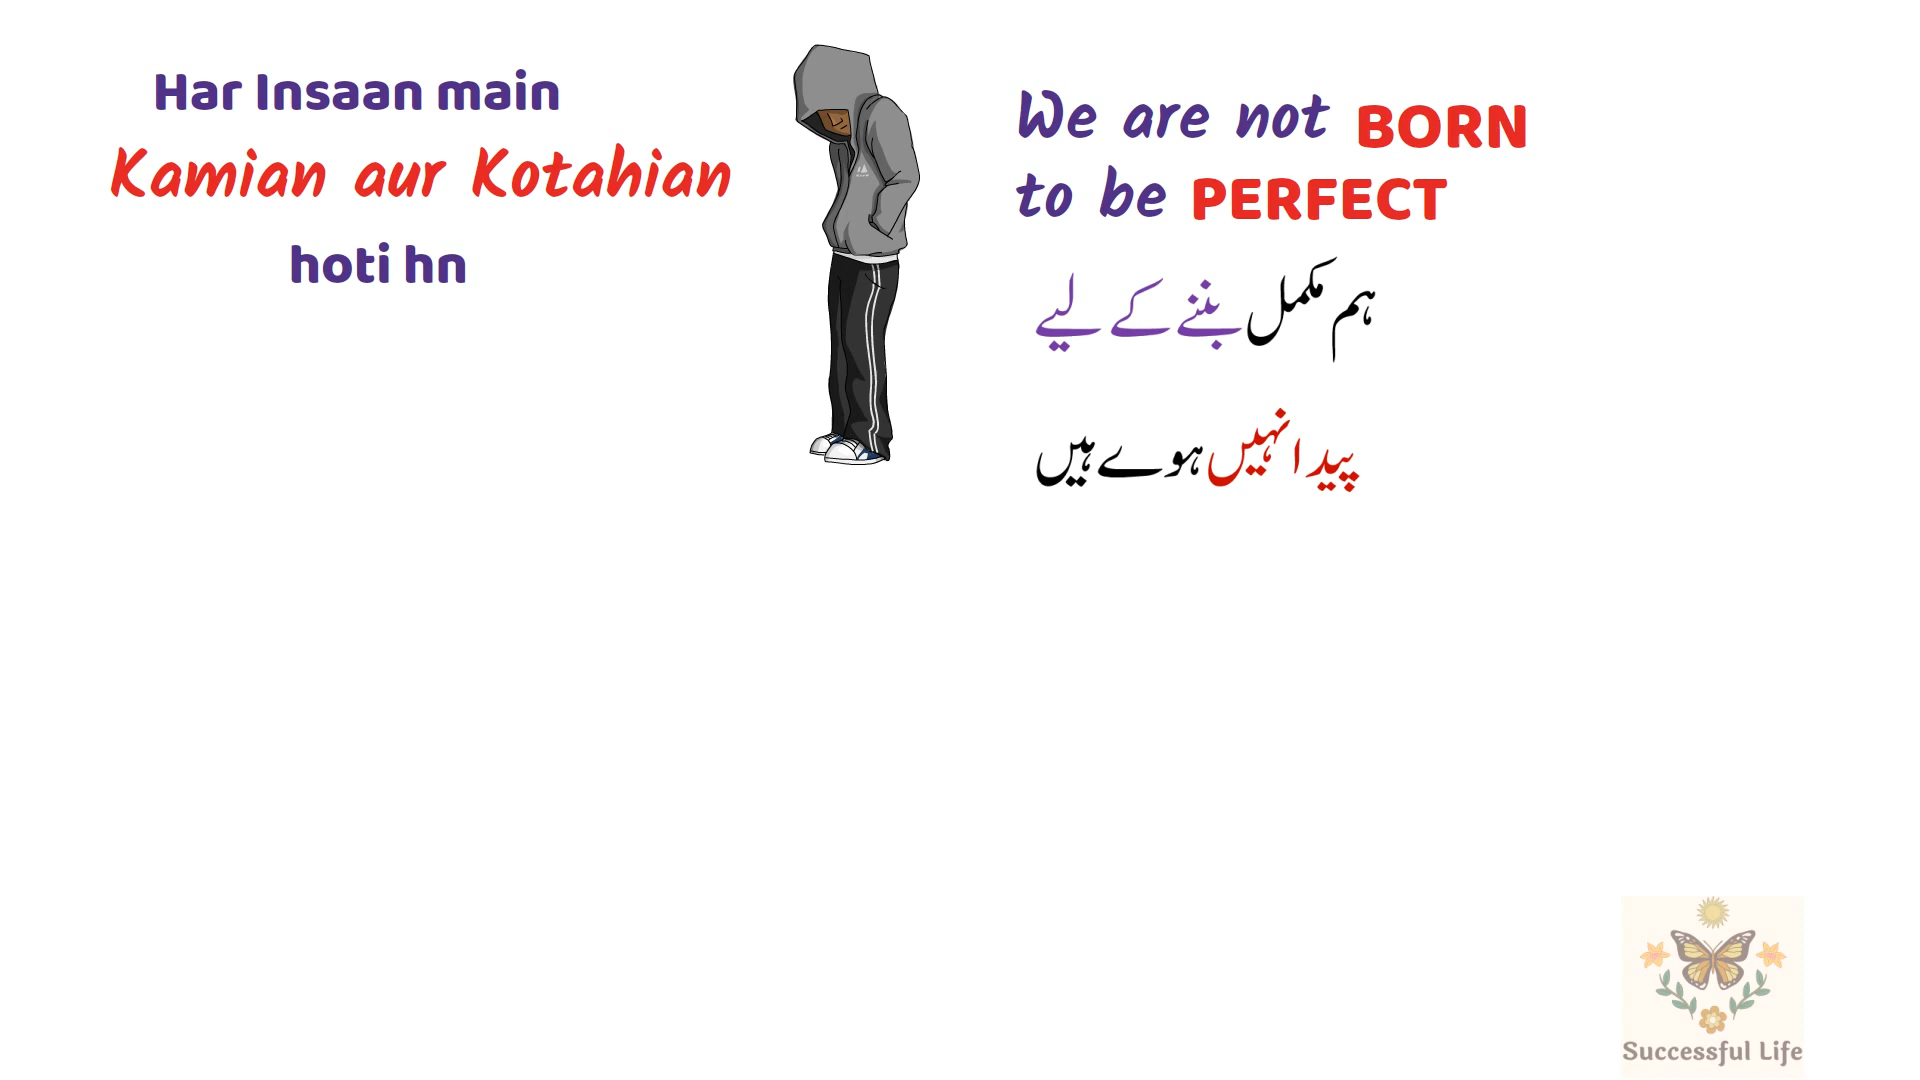 Har Insaan main
Kamian aur Kotahian
hoti hn
We are not BORN
to be PERFECT
ہم مکمل بننے کے لیے
پیدا نہیں ہوے ہیں
Successful Life